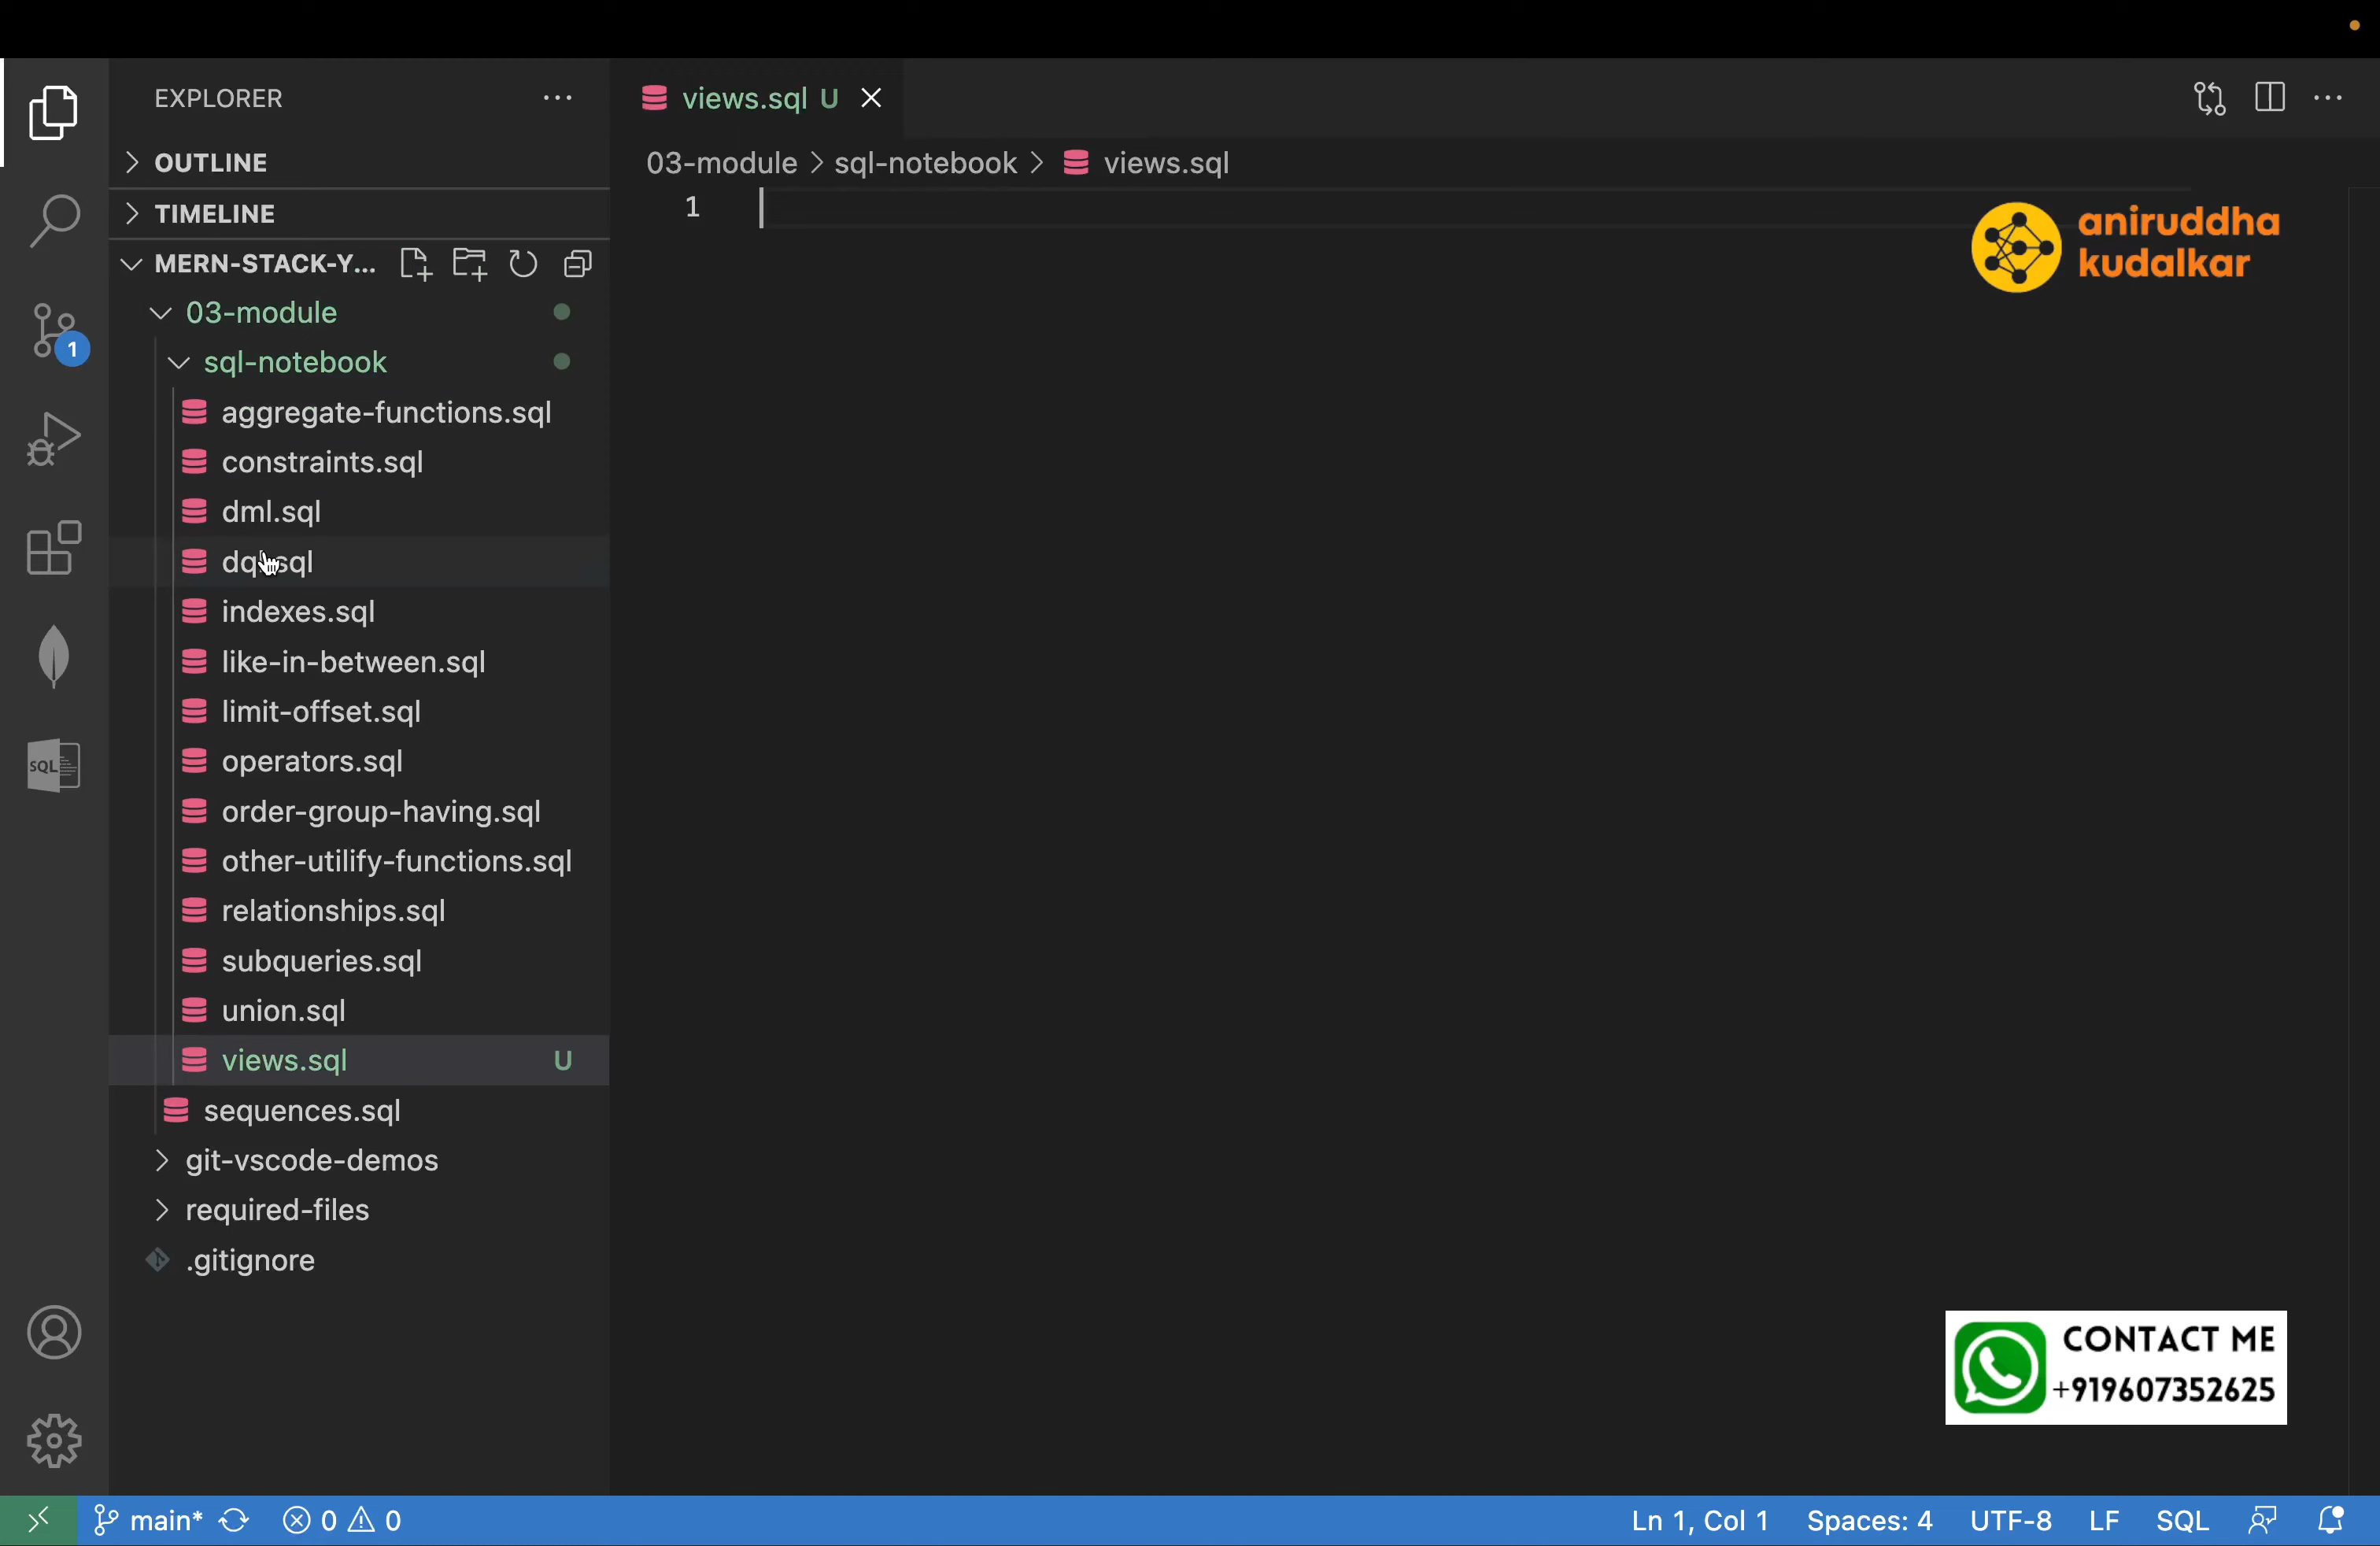 EXPLORER
OUTLINE
TIMELINE
MERN-STACK-Y...
03-module
sql-notebook
aggregate-functions.sql
constraints.sql
dml.sql
indexes.sql
like-in-between.sql
limit-offset.sql
operators.sql
order-group-having.sql
other-utilify-functions.sql
relationships.sql
subqueries.sql
union.sql
views.sql U
sequences.sql
git-vscode-demos
required-files
.gitignore
1
SQL
views.sql U
03-module > sql-notebook > views.sql
1
aniruddha
kudalkar
CONTACT ME
+919607352625
main* 0 0
Ln 1, Col 1 Spaces: 4 UTF-8 LF SQL